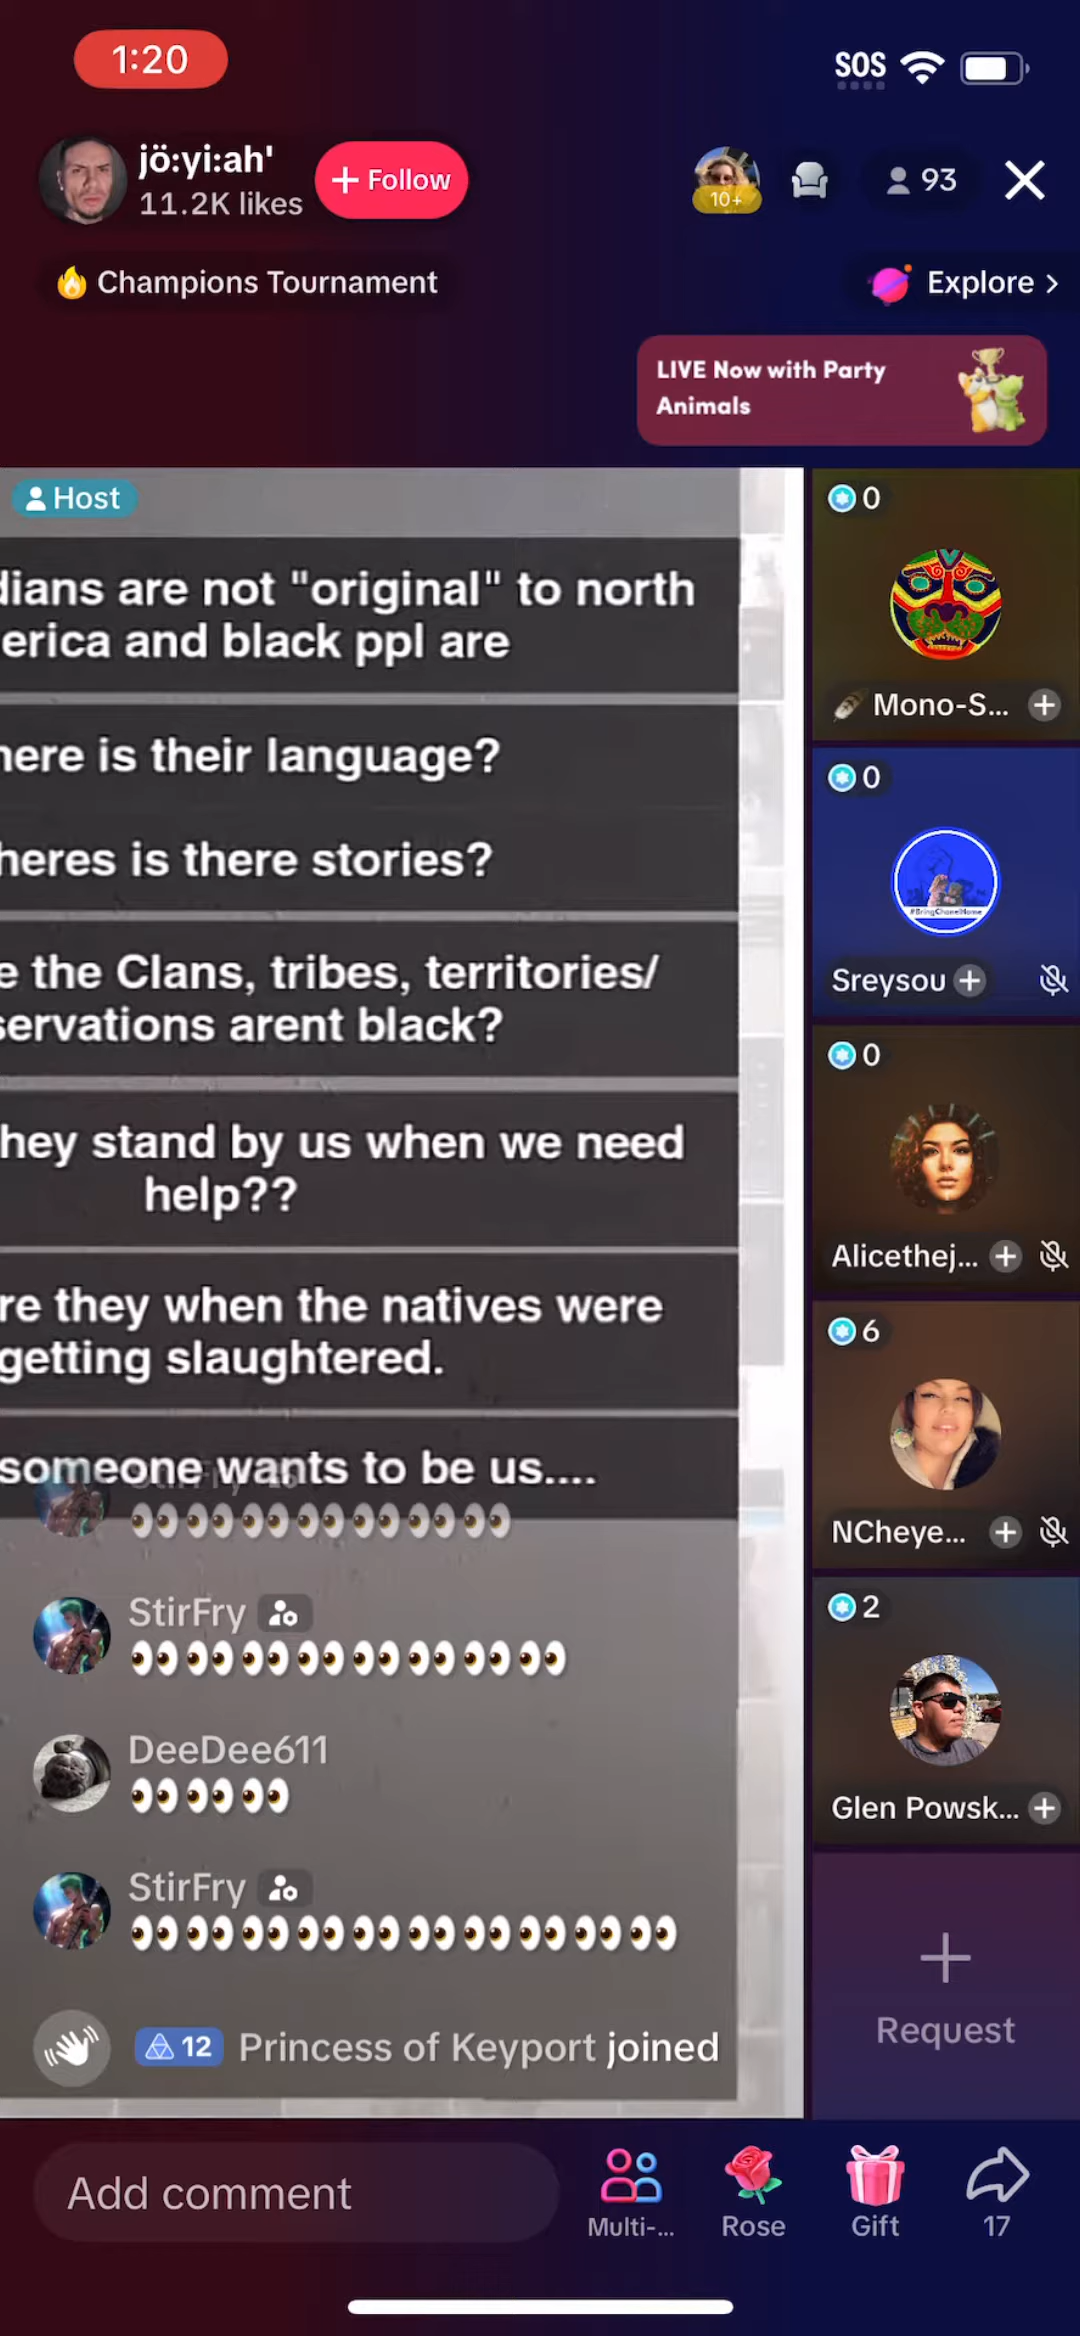 1:20
SOS
jö:yi:ah'
11.2K likes
+ Follow
10+
93
Champions Tournament
Explore >
LIVE Now with Party
Animals
Host
dians are not "original" to north
erica and black ppl are
here is their language?
heres is there stories?
e the Clans, tribes, territories/
servations arent black?
hey stand by us when we need
help??
re they when the natives were
getting slaughtered.
someone wants to be us....
0
Mono-S...
0
#BringChanelHome
Sreysou
0
Alicethej...
6
NCheye...
2
Glen Powsk...
Request
StirFry
StirFry
DeeDee611
StirFry
12 Princess of Keyport joined
Add comment
Multi-...
Rose
Gift
17